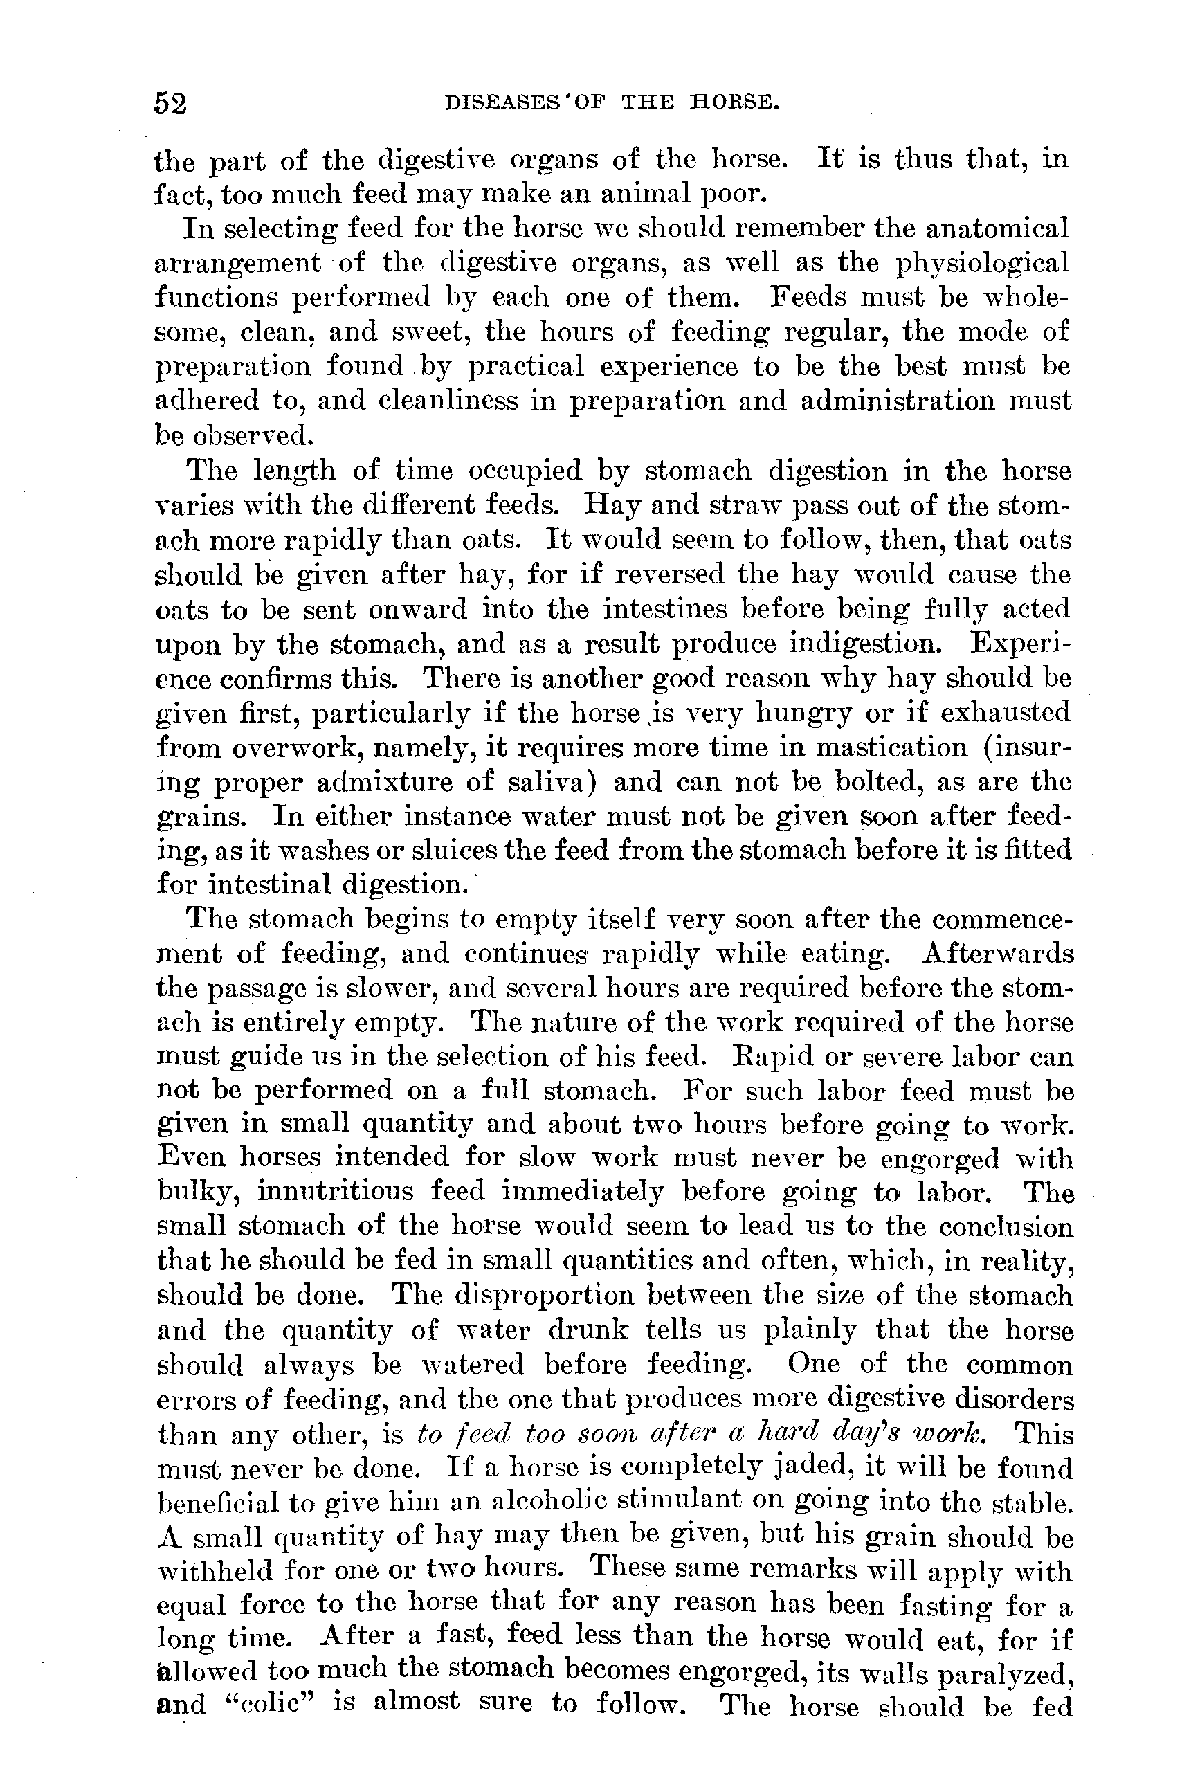 52 DISEASES OF THE HORSE.
the part of the digestive organs of the horse. It is thus that, in
fact, too much feed may make an animal poor.
In selecting feed for the horse we should remember the anatomical
arrangement of the digestive organs, as well as the physiological
functions performed by each one of them. Feeds must be whole-
some, clean, and sweet, the hours of feeding regular, the mode of
preparation found by practical experience to be the best must be
adhered to, and cleanliness in preparation and administration must
be observed.
The length of time occupied by stomach digestion in the horse
varies with the different feeds. Hay and straw pass out of the stom-
ach more rapidly than oats. It would seem to follow, then, that oats
should be given after hay, for if reversed the hay would cause the
oats to be sent onward into the intestines before being fully acted
upon by the stomach, and as a result produce indigestion. Experi-
ence confirms this. There is another good reason why hay should be
given first, particularly if the horse is very hungry or if exhausted
from overwork, namely, it requires more time in mastication (insur-
ing proper admixture of saliva) and can not be bolted, as are the
grains. In either instance water must not be given soon after feed-
ing, as it washes or sluices the feed from the stomach before it is fitted
for intestinal digestion.
The stomach begins to empty itself very soon after the commence-
ment of feeding, and continues rapidly while eating. Afterwards
the passage is slower, and several hours are required before the stom-
ach is entirely empty. The nature of the work required of the horse
must guide us in the selection of his feed. Rapid or severe labor can
not be performed on a full stomach. For such labor feed must be
given in small quantity and about two hours before going to work.
Even horses intended for slow work must never be engorged with
bulky, innutritious feed immediately before going to labor. The
small stomach of the horse would seem to lead us to the conclusion
that he should be fed in small quantities and often, which, in reality,
should be done. The disproportion between the size of the stomach
and the quantity of water drunk tells us plainly that the horse
should always be watered before feeding. One of the common
errors of feeding, and the one that produces more digestive disorders
than any other, is to feed too soon after a hard day's work. This
must never be done. If a horse is completely jaded, it will be found
beneficial to give him an alcoholic stimulant on going into the stable.
A small quantity of hay may then be given, but his grain should be
withheld for one or two hours. These same remarks will apply with
equal force to the horse that for any reason has been fasting for a
long time. After a fast, feed less than the horse would eat, for if
allowed too much the stomach becomes engorged, its walls paralyzed,
and "colic" is almost sure to follow. The horse should be fed